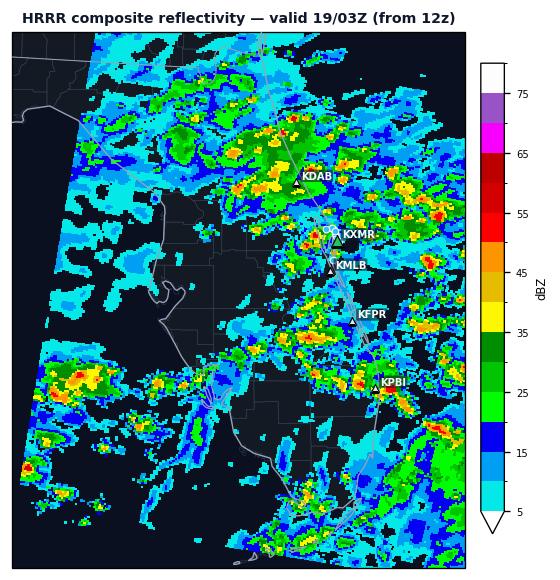 HRRR composite reflectivity — valid 19/03Z (from 12z)
KDAB
KXMR
KMLB
KFPR
KPBI
75
65
55
45
35
25
15
5
dBZ